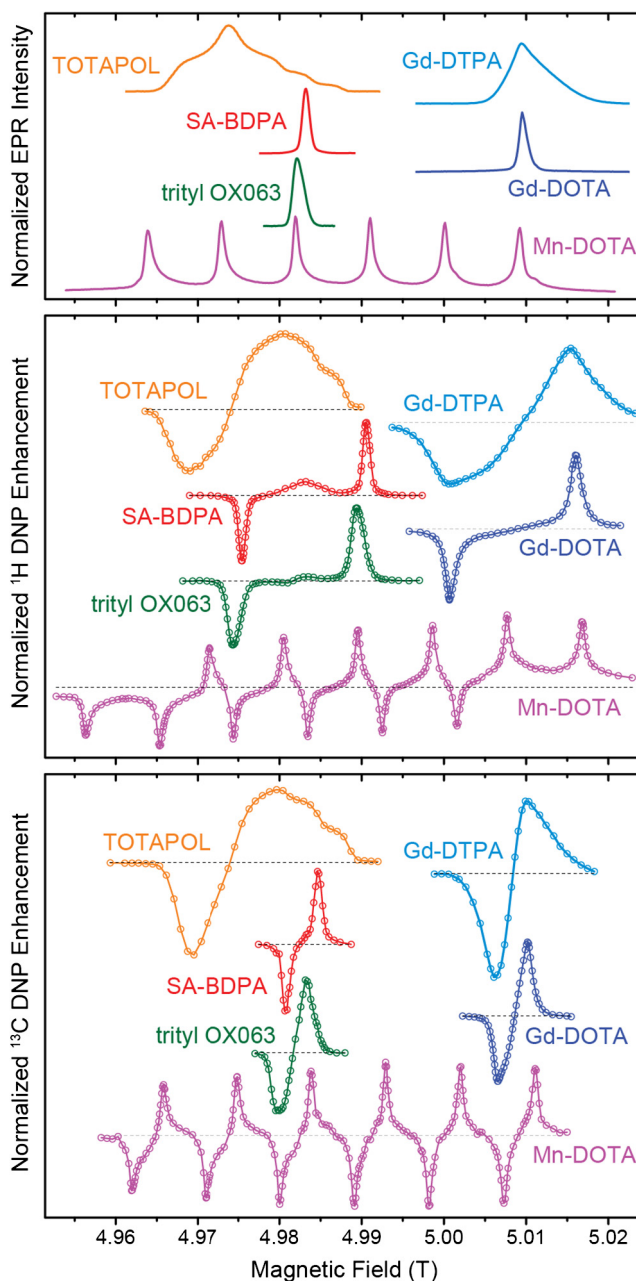 Normalized EPR Intensity
TOTAPOL
Gd-DTPA
SA-BDPA
trityl OX063
Gd-DOTA
Mn-DOTA
Normalized ¹H DNP Enhancement
TOTAPOL
Gd-DTPA
SA-BDPA
Gd-DOTA
trityl OX063
Mn-DOTA
Normalized ¹³C DNP Enhancement
TOTAPOL
Gd-DTPA
SA-BDPA
trityl OX063
Gd-DOTA
Mn-DOTA
4.96 4.97 4.98 4.99 5.00 5.01 5.02
Magnetic Field (T)